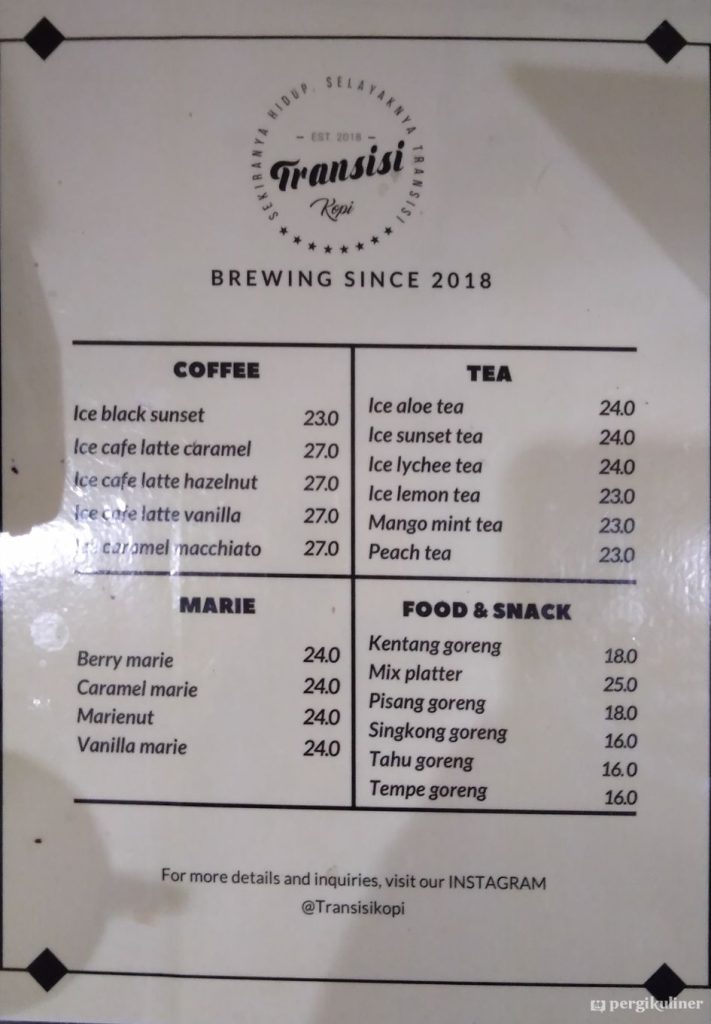 SEKIRANYA HIDUP, SELAYAKNYA TRANSISI
EST 2018
Transisi
Kopi
BREWING SINCE 2018
COFFEE
Ice black sunset 23.0
Ice cafe latte caramel 27.0
Ice cafe latte hazelnut 27.0
Ice cafe latte vanilla 27.0
Ice caramel macchiato 27.0
TEA
Ice aloe tea 24.0
Ice sunset tea 24.0
Ice lychee tea 24.0
Ice lemon tea 23.0
Mango mint tea 23.0
Peach tea 23.0
MARIE
Berry marie 24.0
Caramel marie 24.0
Marienut 24.0
Vanilla marie 24.0
FOOD & SNACK
Kentang goreng 18.0
Mix platter 25.0
Pisang goreng 18.0
Singkong goreng 16.0
Tahu goreng 16.0
Tempe goreng 16.0
For more details and inquiries, visit our INSTAGRAM
@Transisikopi
pergikuliner